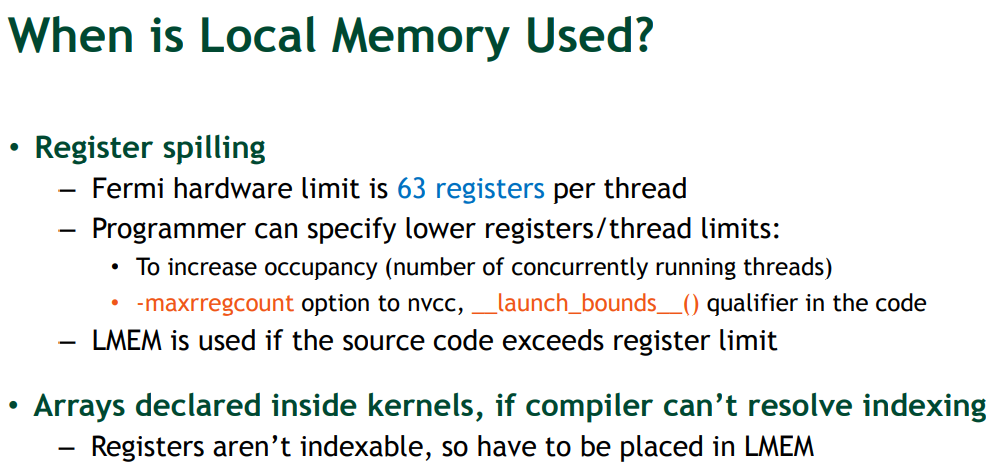 When is Local Memory Used?
• Register spilling
– Fermi hardware limit is 63 registers per thread
– Programmer can specify lower registers/thread limits:
• To increase occupancy (number of concurrently running threads)
• -maxrregcount option to nvcc, __launch_bounds__() qualifier in the code
– LMEM is used if the source code exceeds register limit
• Arrays declared inside kernels, if compiler can’t resolve indexing
– Registers aren’t indexable, so have to be placed in LMEM